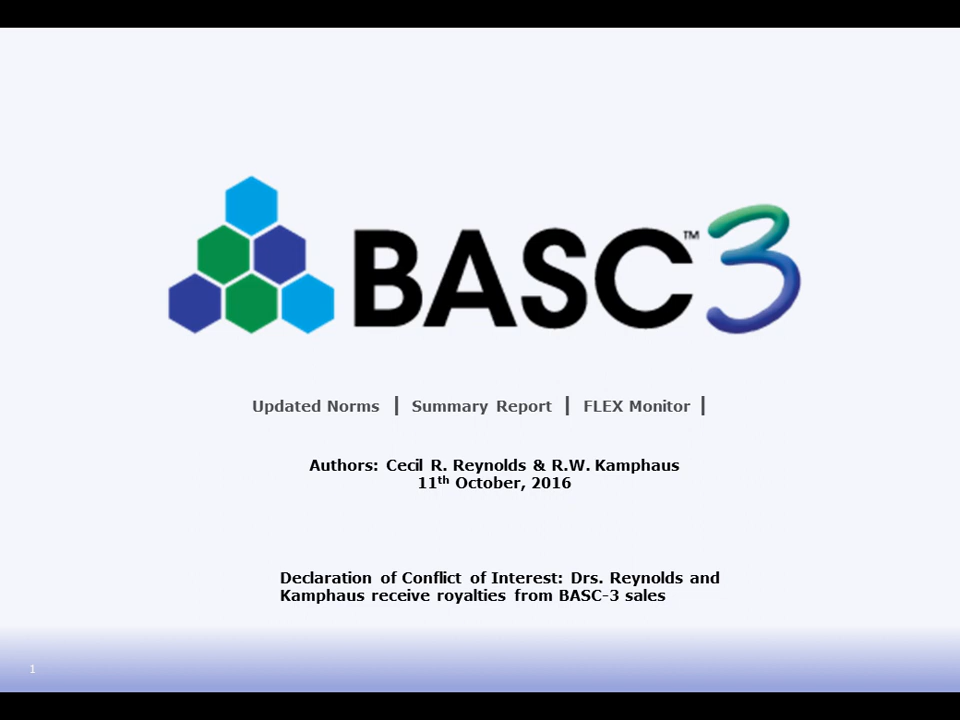 BASC™3
Updated Norms | Summary Report | FLEX Monitor |
Authors: Cecil R. Reynolds & R.W. Kamphaus
11th October, 2016
Declaration of Conflict of Interest: Drs. Reynolds and
Kamphaus receive royalties from BASC-3 sales
1